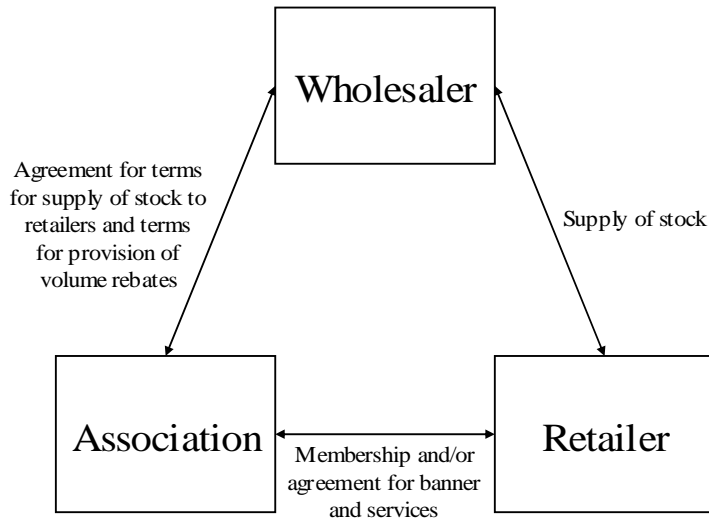 Wholesaler
Agreement for terms
for supply of stock to
retailers and terms
for provision of
volume rebates
Supply of stock
Association
Retailer
Membership and/or
agreement for banner
and services